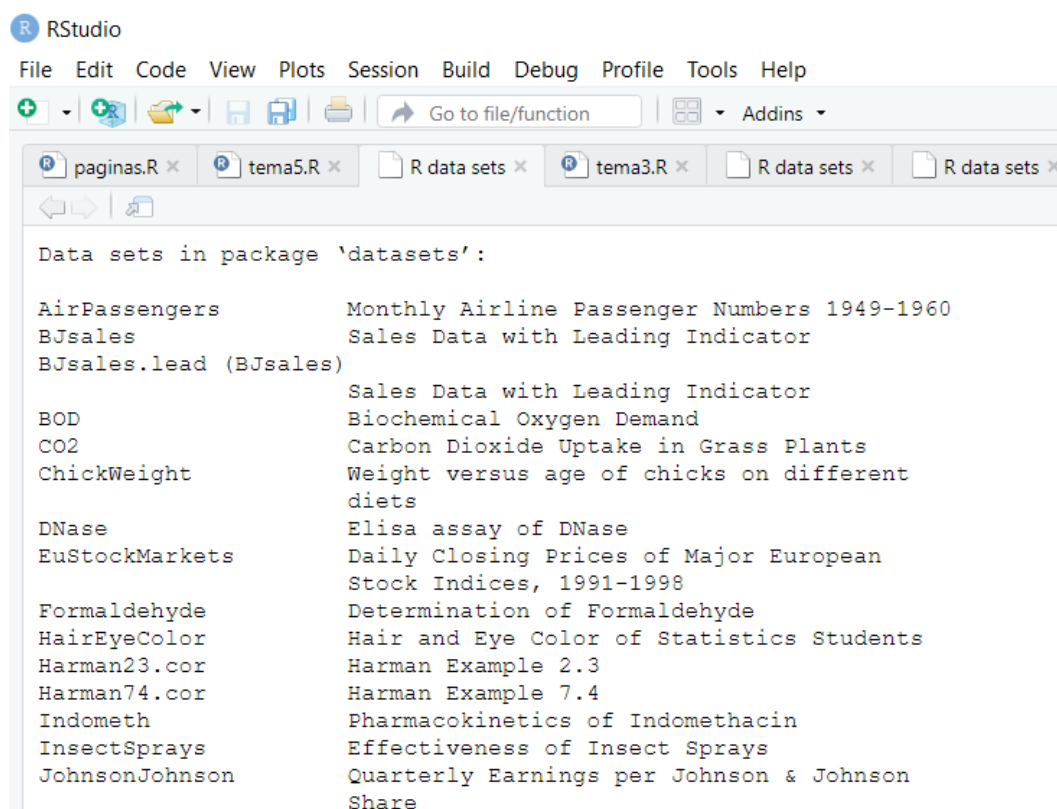 R RStudio
File Edit Code View Plots Session Build Debug Profile Tools Help
Go to file/function Addins
paginas.R × tema5.R × R data sets × tema3.R × R data sets × R data sets ×
Data sets in package ‘datasets’:
AirPassengers Monthly Airline Passenger Numbers 1949-1960
BJsales Sales Data with Leading Indicator
BJsales.lead (BJsales)
Sales Data with Leading Indicator
BOD Biochemical Oxygen Demand
CO2 Carbon Dioxide Uptake in Grass Plants
ChickWeight Weight versus age of chicks on different
diets
DNase Elisa assay of DNase
EuStockMarkets Daily Closing Prices of Major European
Stock Indices, 1991-1998
Formaldehyde Determination of Formaldehyde
HairEyeColor Hair and Eye Color of Statistics Students
Harman23.cor Harman Example 2.3
Harman74.cor Harman Example 7.4
Indometh Pharmacokinetics of Indomethacin
InsectSprays Effectiveness of Insect Sprays
JohnsonJohnson Quarterly Earnings per Johnson & Johnson
Share